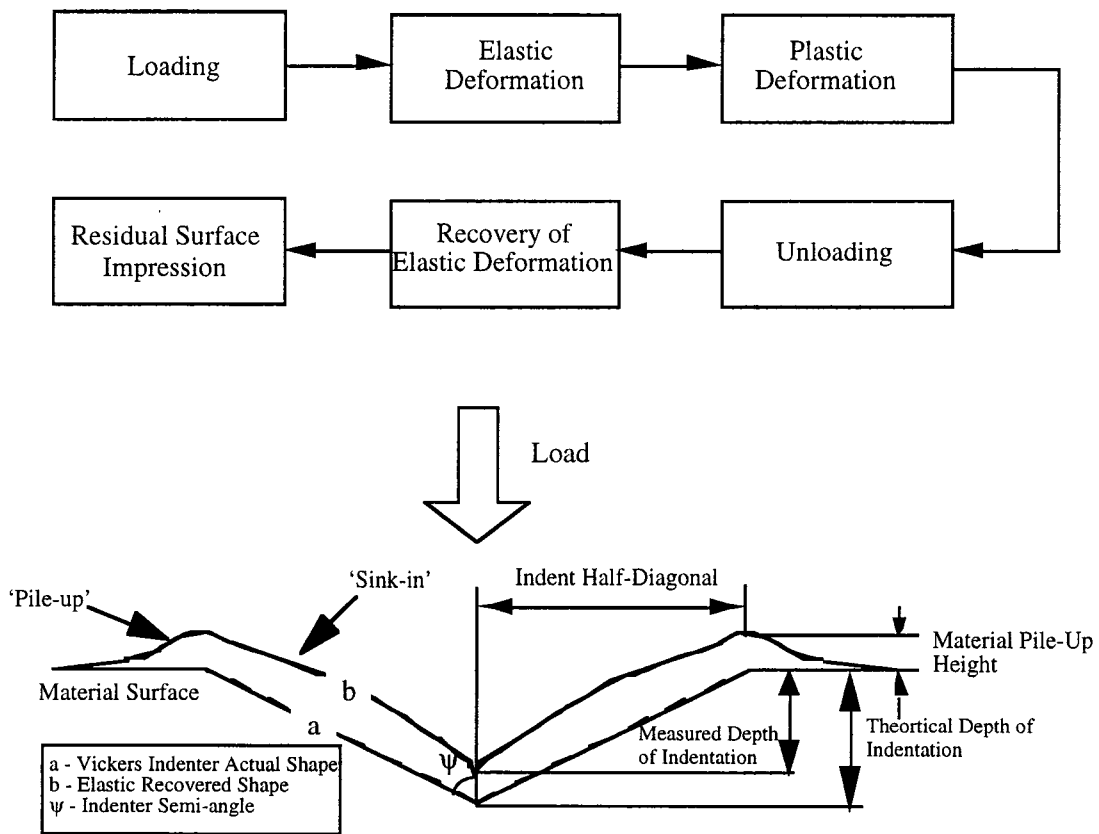 Loading
Elastic
Deformation
Plastic
Deformation
Residual Surface
Impression
Recovery of
Elastic Deformation
Unloading
Load
'Pile-up'
'Sink-in'
Indent Half-Diagonal
Material Pile-Up
Height
Material Surface
b
a
ψ
Measured Depth
of Indentation
Theortical Depth of
Indentation
a - Vickers Indenter Actual Shape
b - Elastic Recovered Shape
ψ - Indenter Semi-angle